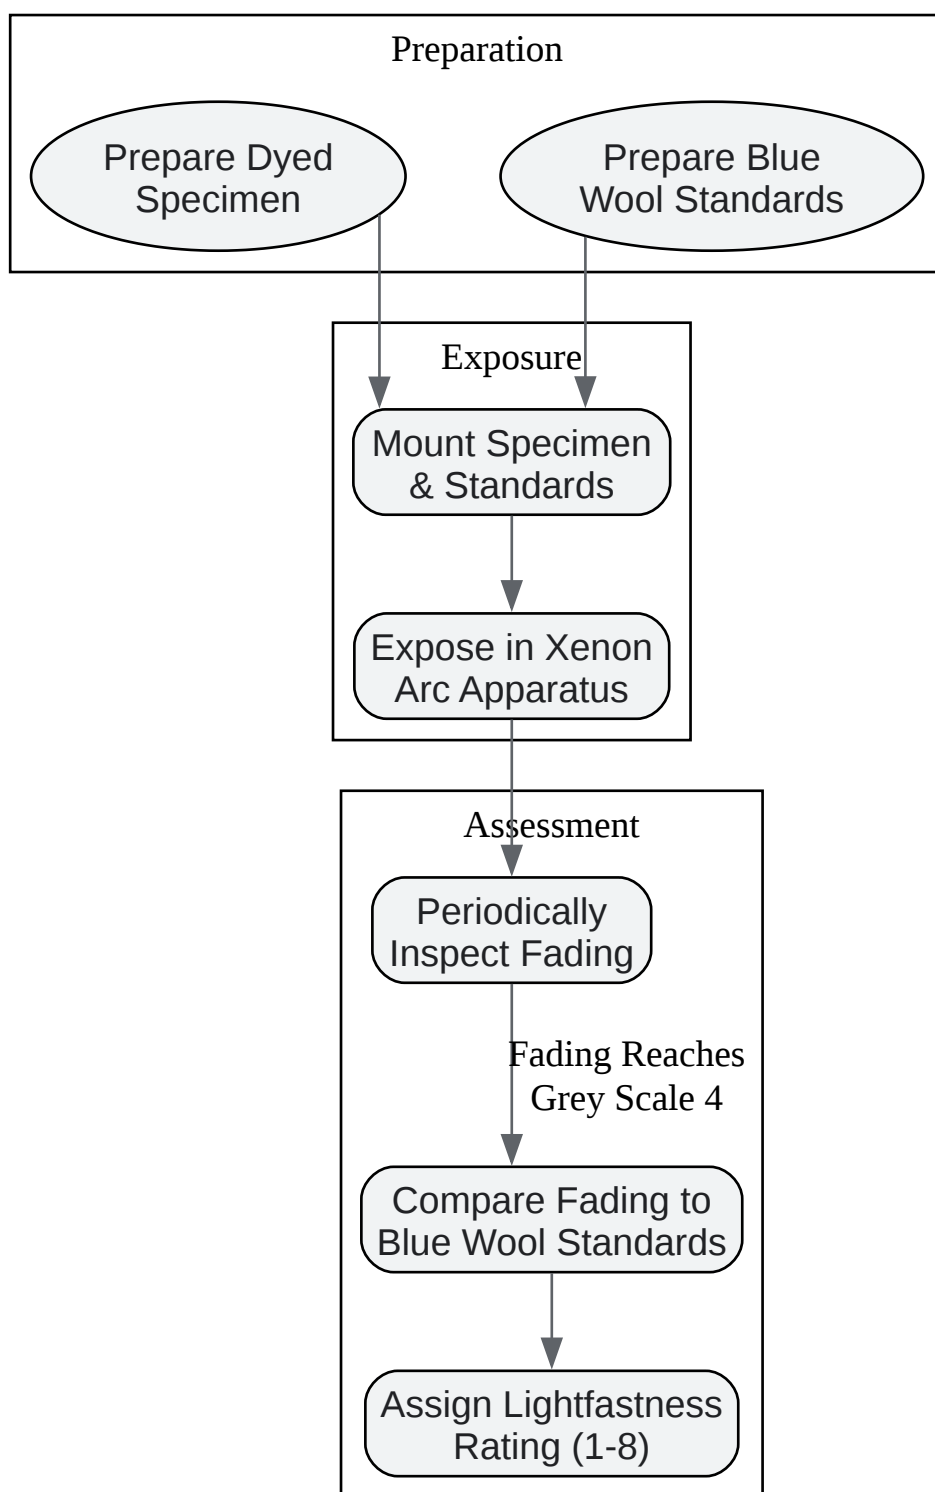 Preparation
Prepare Dyed
Specimen
Prepare Blue
Wool Standards
Exposure
Mount Specimen
& Standards
Expose in Xenon
Arc Apparatus
Assessment
Periodically
Inspect Fading
Fading Reaches
Grey Scale 4
Compare Fading to
Blue Wool Standards
Assign Lightfastness
Rating (1-8)